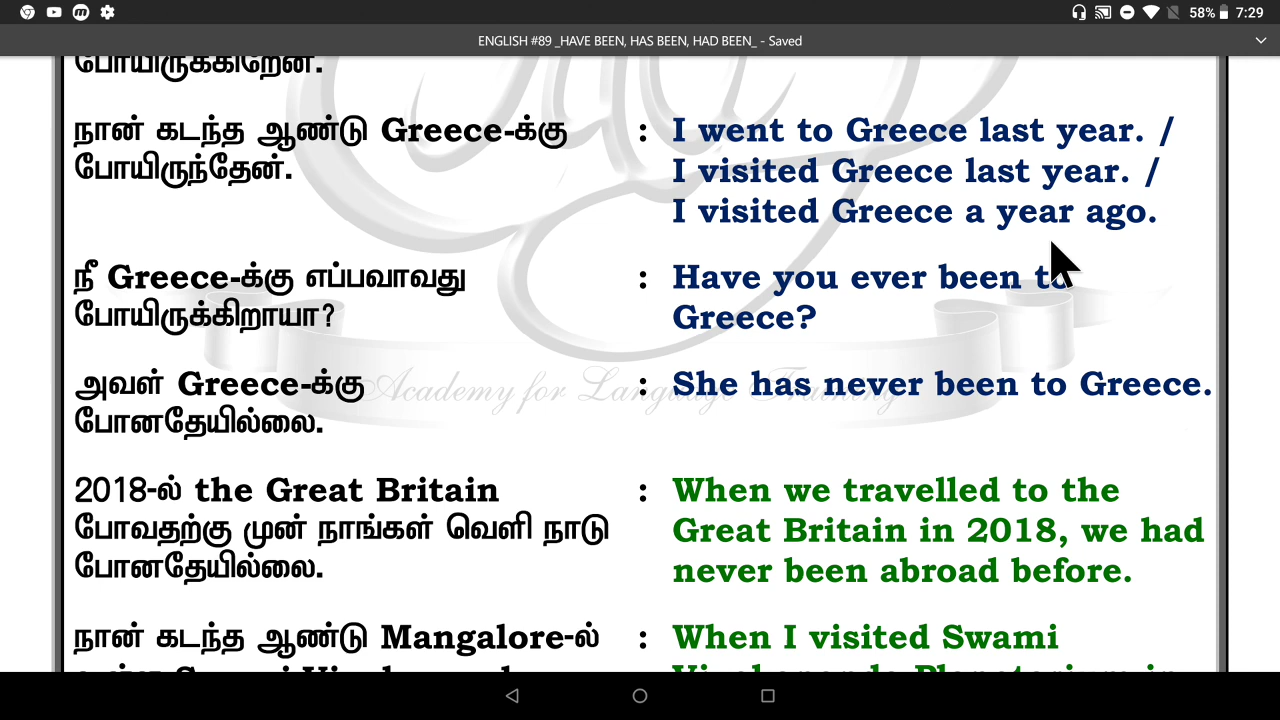 58% 7:29
ENGLISH #89 _HAVE BEEN, HAS BEEN, HAD BEEN_ - Saved
போயிருக்கிறேன்.
நான் கடந்த ஆண்டு Greece-க்கு : I went to Greece last year. /
போயிருந்தேன். I visited Greece last year. /
I visited Greece a year ago.
நீ Greece-க்கு எப்பவாவது : Have you ever been to
போயிருக்கிறாயா? Greece?
அவள் Greece-க்கு : She has never been to Greece.
போனதேயில்லை.
Academy for Language Training
2018-ல் the Great Britain : When we travelled to the
போவதற்கு முன் நாங்கள் வெளி நாடு Great Britain in 2018, we had
போனதேயில்லை. never been abroad before.
நான் கடந்த ஆண்டு Mangalore-ல் : When I visited Swami